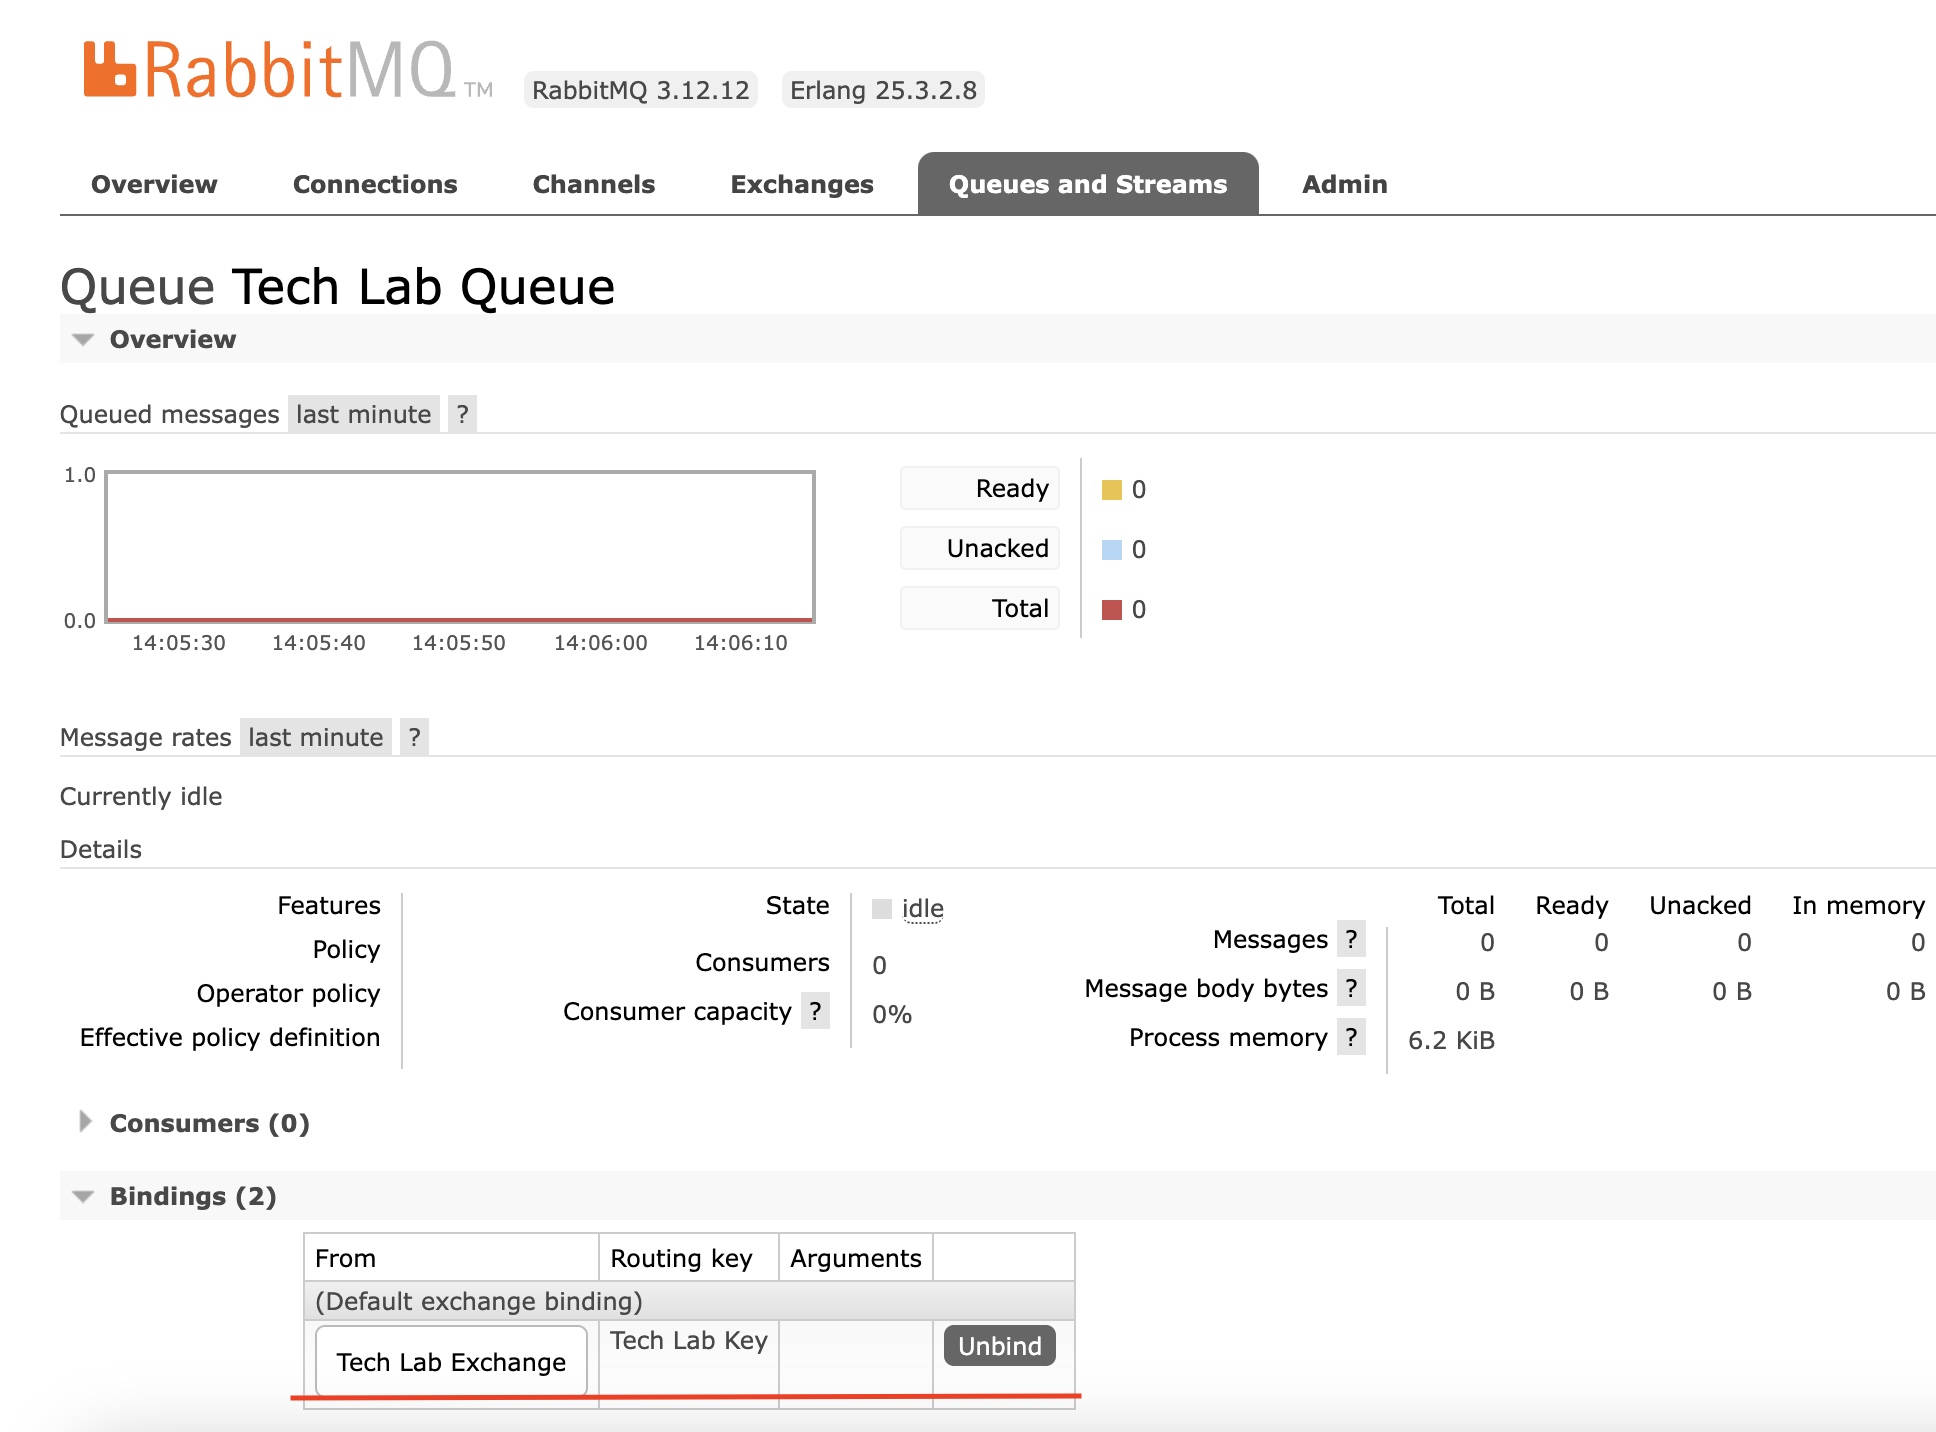 RabbitMQ TM RabbitMQ 3.12.12 Erlang 25.3.2.8
Overview Connections Channels Exchanges Queues and Streams Admin
Queue Tech Lab Queue
Overview
Queued messages last minute ?
1.0
0.0
14:05:30 14:05:40 14:05:50 14:06:00 14:06:10
Ready 0
Unacked 0
Total 0
Message rates last minute ?
Currently idle
Details
Features
Policy
Operator policy
Effective policy definition
State idle
Consumers 0
Consumer capacity ? 0%
Total Ready Unacked In memory
Messages ? 0 0 0 0
Message body bytes ? 0 B 0 B 0 B 0 B
Process memory ? 6.2 KiB
Consumers (0)
Bindings (2)
From Routing key Arguments
(Default exchange binding)
Tech Lab Exchange Tech Lab Key Unbind